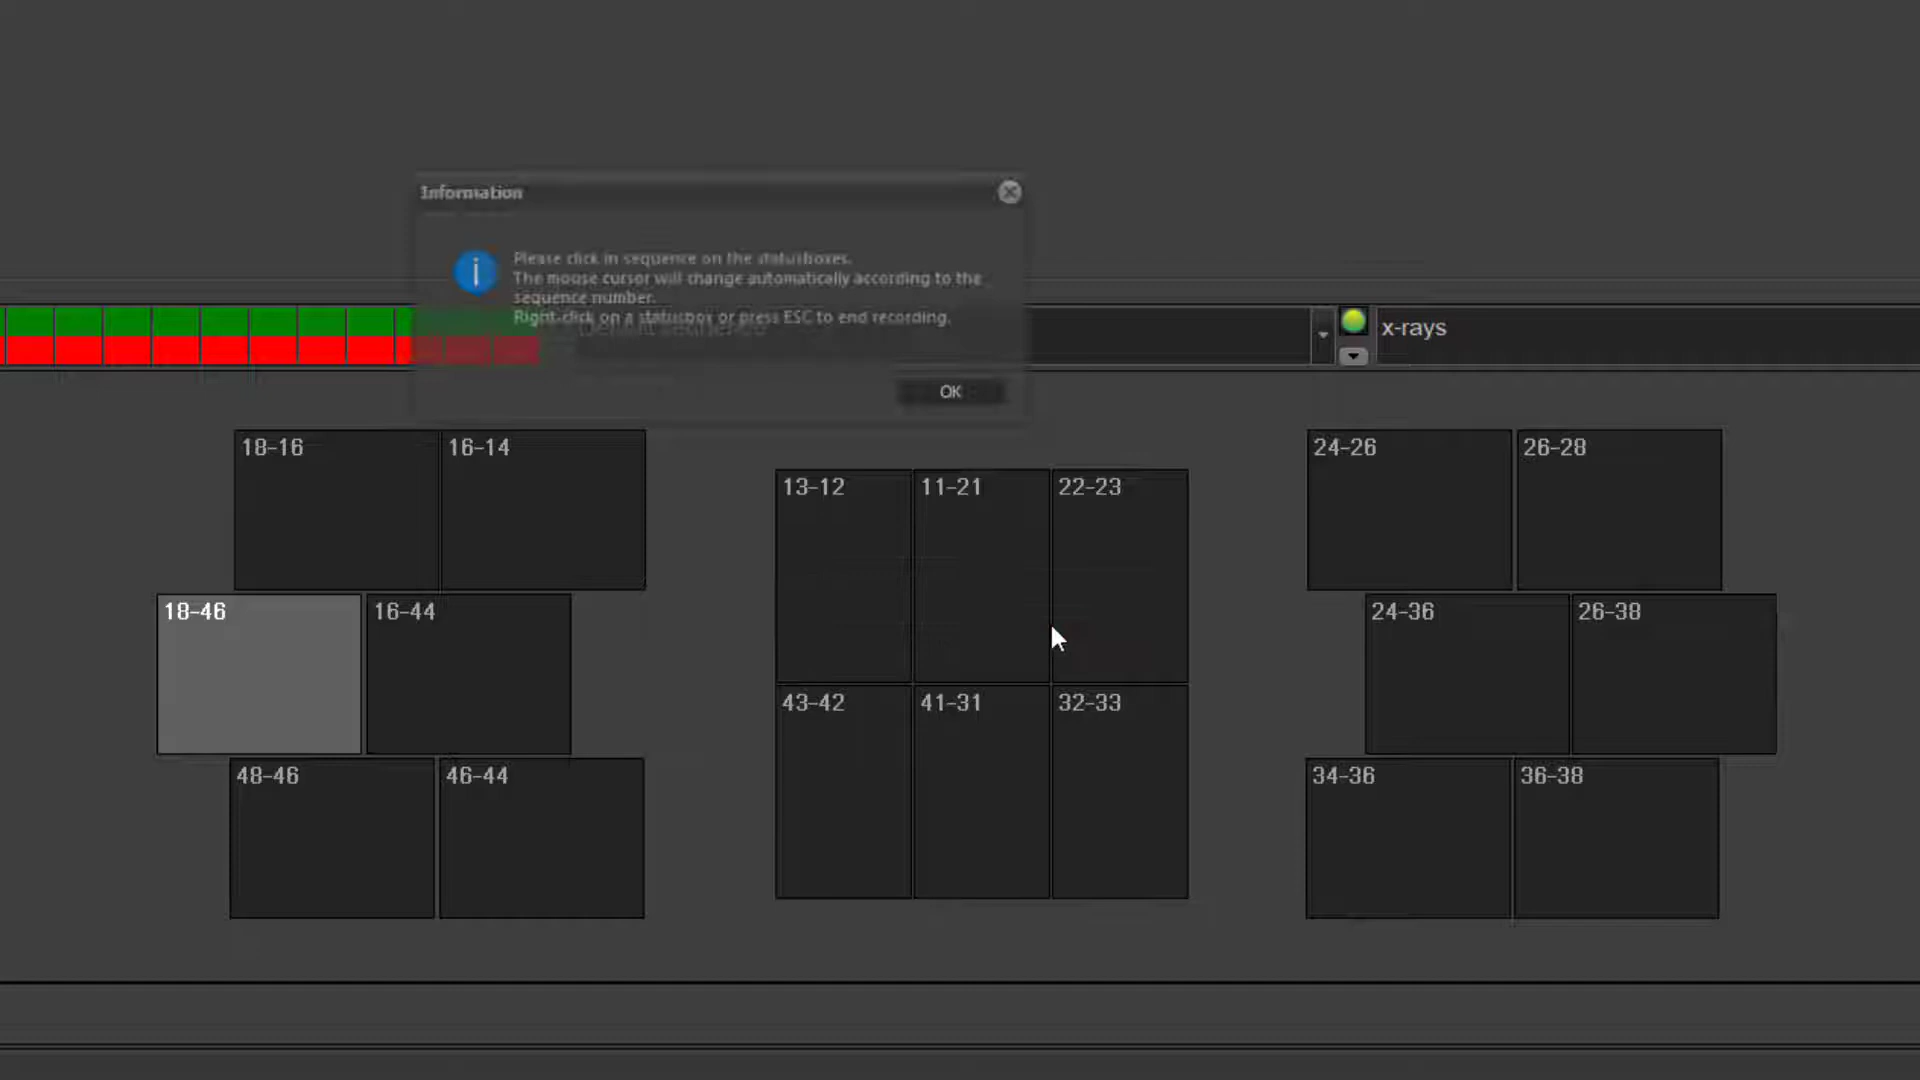 Information
Please click in sequence on the statusboxes.
The mouse cursor will change automatically according to the
sequence number.
Right-click on a statusbox or press ESC to end recording.
OK
x-rays
18-16
16-14
24-26
26-28
13-12
11-21
22-23
18-46
16-44
24-36
26-38
43-42
41-31
32-33
48-46
46-44
34-36
36-38